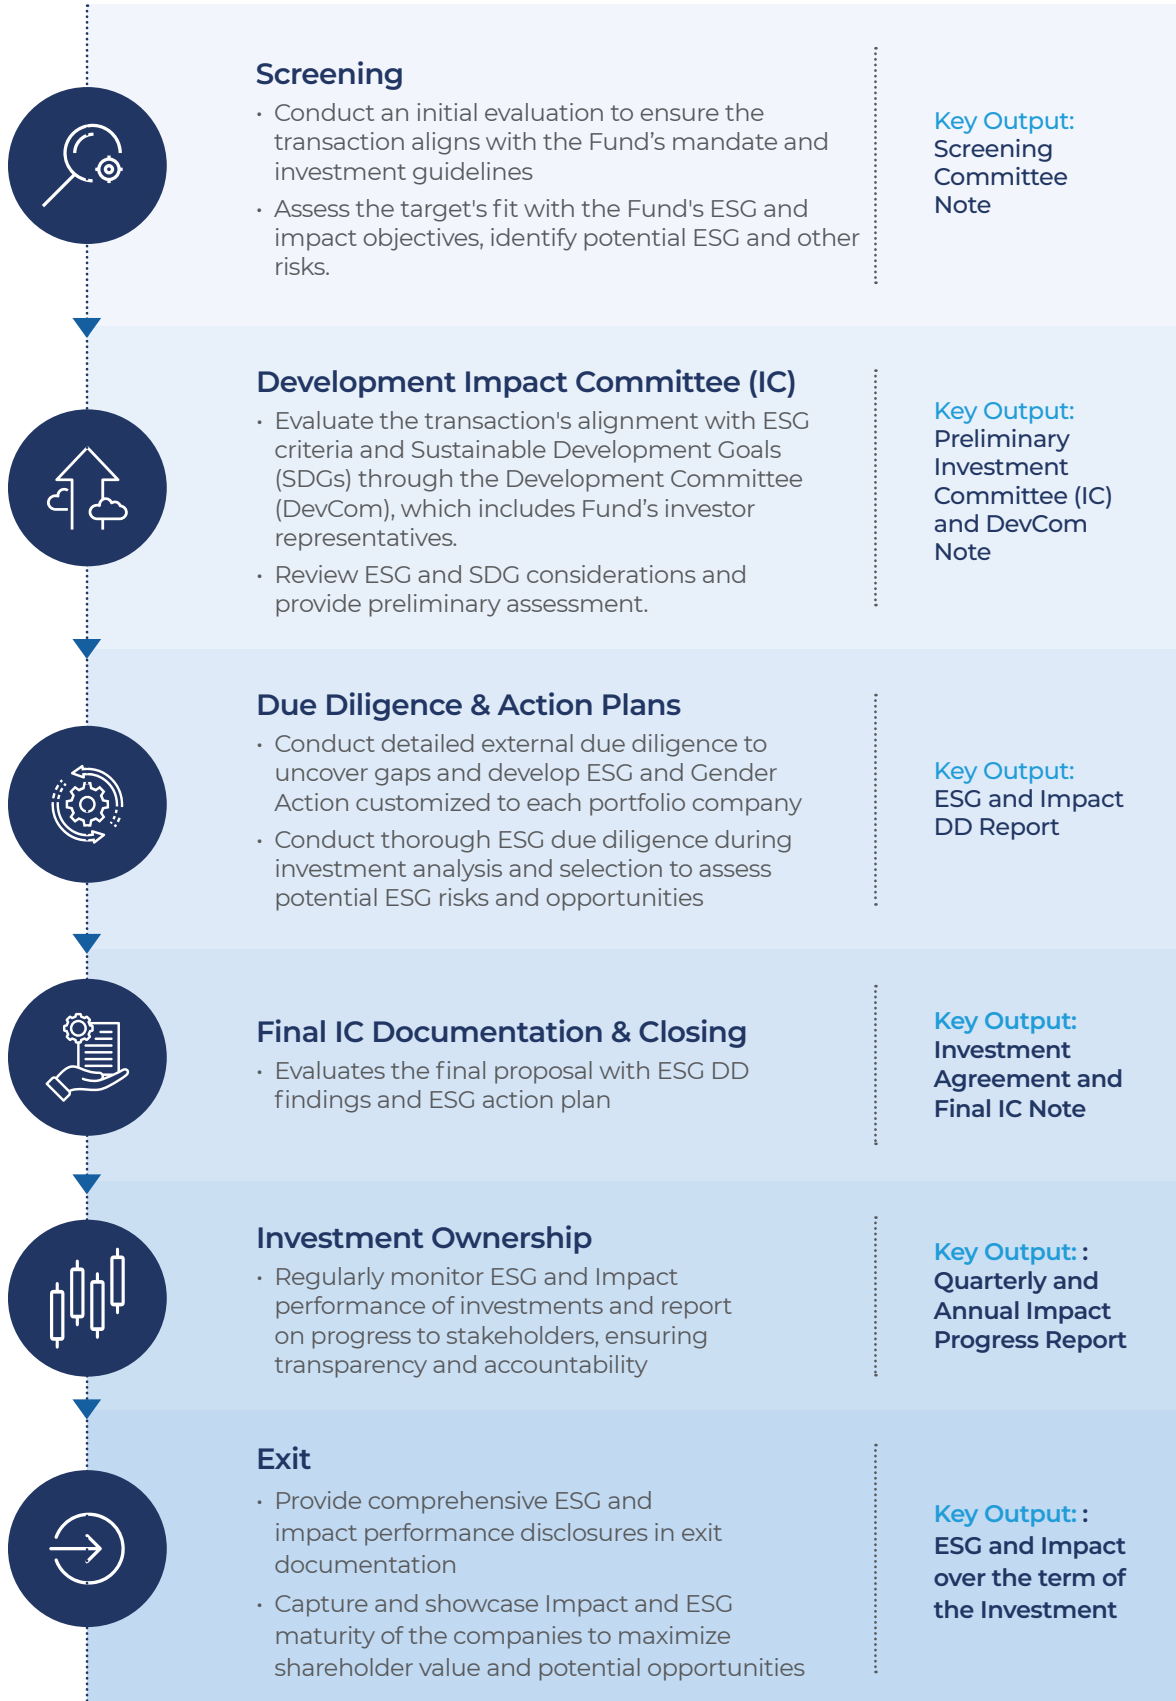 Screening
• Conduct an initial evaluation to ensure the
transaction aligns with the Fund’s mandate and
investment guidelines
• Assess the target's fit with the Fund's ESG and
impact objectives, identify potential ESG and other
risks.
Key Output:
Screening
Committee
Note
Development Impact Committee (IC)
• Evaluate the transaction's alignment with ESG
criteria and Sustainable Development Goals
(SDGs) through the Development Committee
(DevCom), which includes Fund’s investor
representatives.
• Review ESG and SDG considerations and
provide preliminary assessment.
Key Output:
Preliminary
Investment
Committee (IC)
and DevCom
Note
Due Diligence & Action Plans
• Conduct detailed external due diligence to
uncover gaps and develop ESG and Gender
Action customized to each portfolio company
• Conduct thorough ESG due diligence during
investment analysis and selection to assess
potential ESG risks and opportunities
Key Output:
ESG and Impact
DD Report
Final IC Documentation & Closing
• Evaluates the final proposal with ESG DD
findings and ESG action plan
Key Output:
Investment
Agreement and
Final IC Note
Investment Ownership
• Regularly monitor ESG and Impact
performance of investments and report
on progress to stakeholders, ensuring
transparency and accountability
Key Output: :
Quarterly and
Annual Impact
Progress Report
Exit
• Provide comprehensive ESG and
impact performance disclosures in exit
documentation
• Capture and showcase Impact and ESG
maturity of the companies to maximize
shareholder value and potential opportunities
Key Output: :
ESG and Impact
over the term of
the Investment